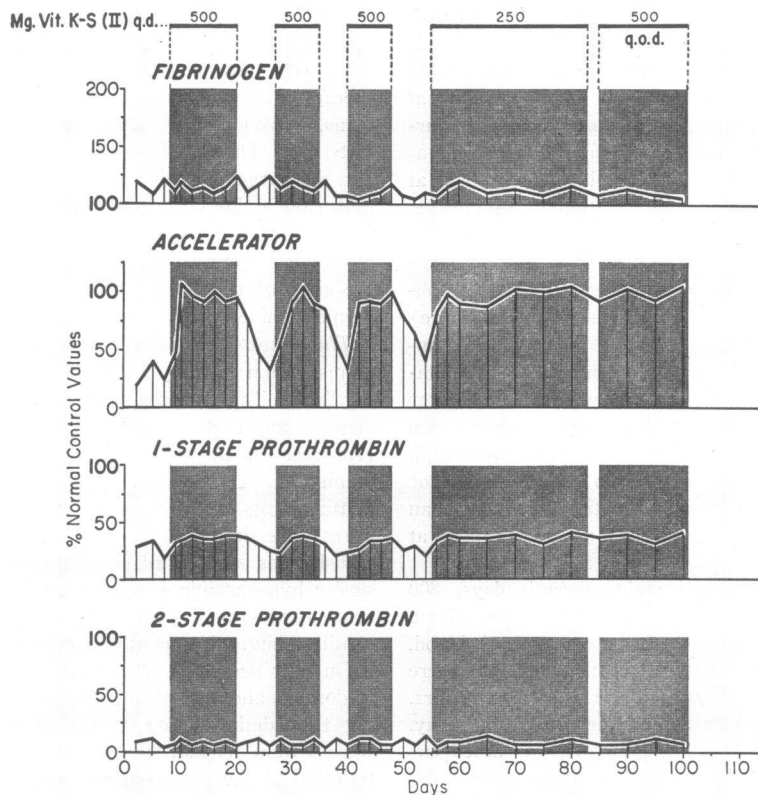 Mg. Vit. K-S (II) q.d... 500 500 500 250 500
q.o.d.
FIBRINOGEN
200
150
100
ACCELERATOR
100
50
0
1-STAGE PROTHROMBIN
100
50
0
2-STAGE PROTHROMBIN
100
50
0
% Normal Control Values
0 10 20 30 40 50 60 70 80 90 100 110
Days